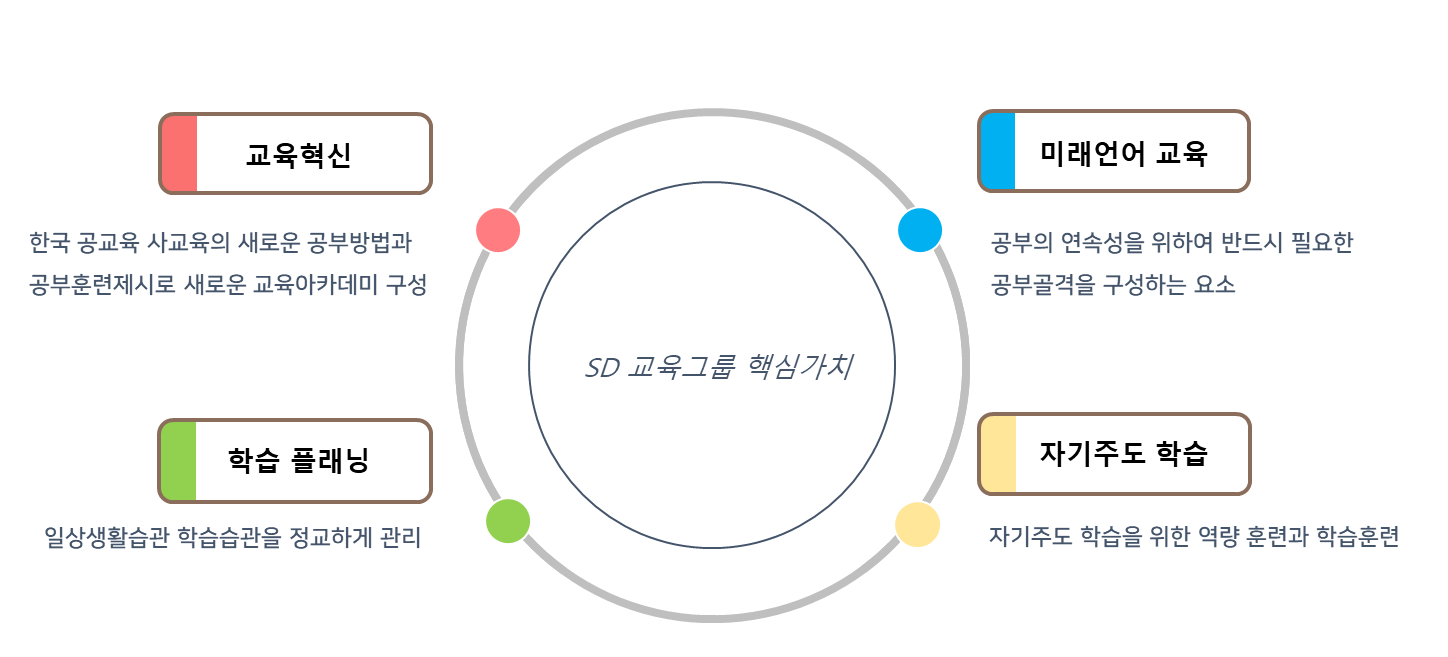 교육혁신
한국 공교육 사교육의 새로운 공부방법과
공부훈련제시로 새로운 교육아카데미 구성
미래언어 교육
공부의 연속성을 위하여 반드시 필요한
공부골격을 구성하는 요소
SD 교육그룹 핵심가치
학습 플래닝
일상생활습관 학습습관을 정교하게 관리
자기주도 학습
자기주도 학습을 위한 역량 훈련과 학습훈련